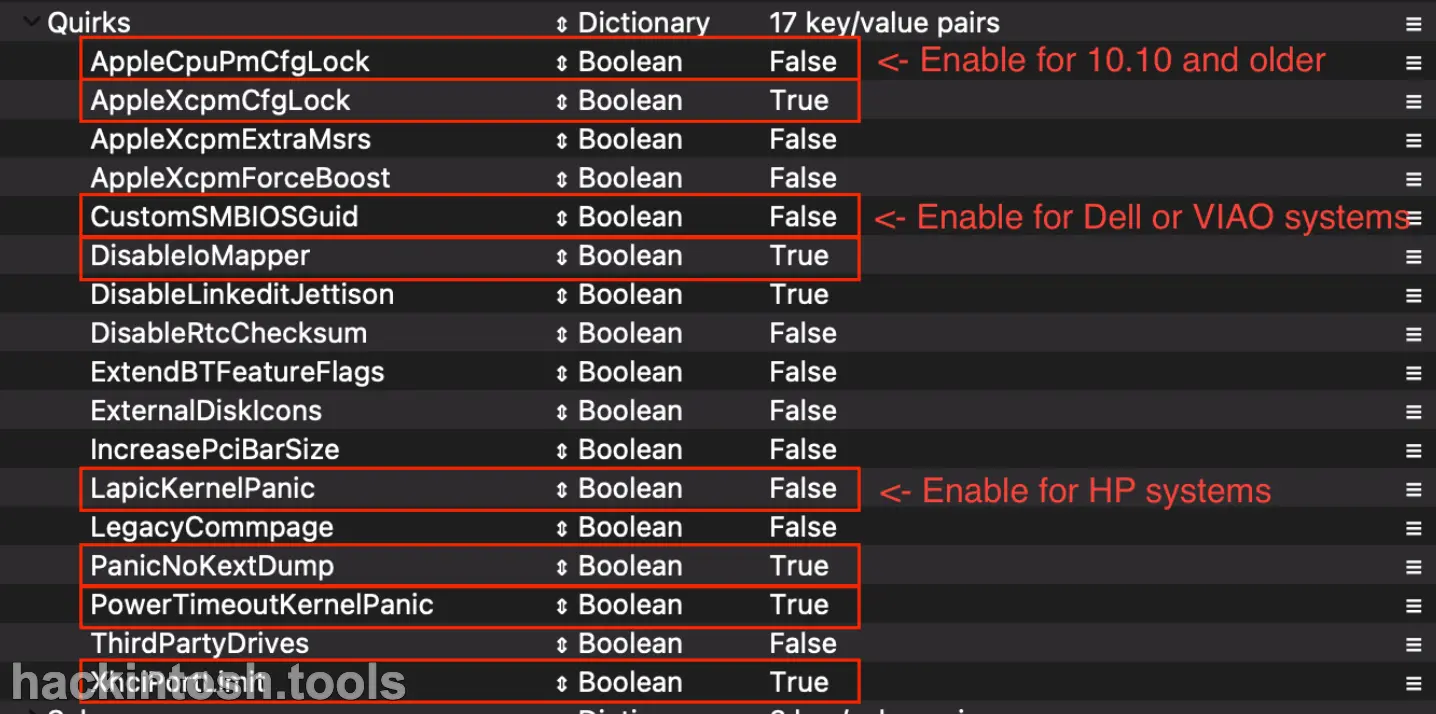 Quirks Dictionary 17 key/value pairs
AppleCpuPmCfgLock Boolean False <- Enable for 10.10 and older
AppleXcpmCfgLock Boolean True
AppleXcpmExtraMsrs Boolean False
AppleXcpmForceBoost Boolean False
CustomSMBIOSGuid Boolean False <- Enable for Dell or VIAO systems
DisableIoMapper Boolean True
DisableLinkeditJettison Boolean True
DisableRtcChecksum Boolean False
ExtendBTFeatureFlags Boolean False
ExternalDiskIcons Boolean False
IncreasePciBarSize Boolean False
LapicKernelPanic Boolean False <- Enable for HP systems
LegacyCommpage Boolean False
PanicNoKextDump Boolean True
PowerTimeoutKernelPanic Boolean True
ThirdPartyDrives Boolean False
XhciPortLimit Boolean True
hackintosh.tools